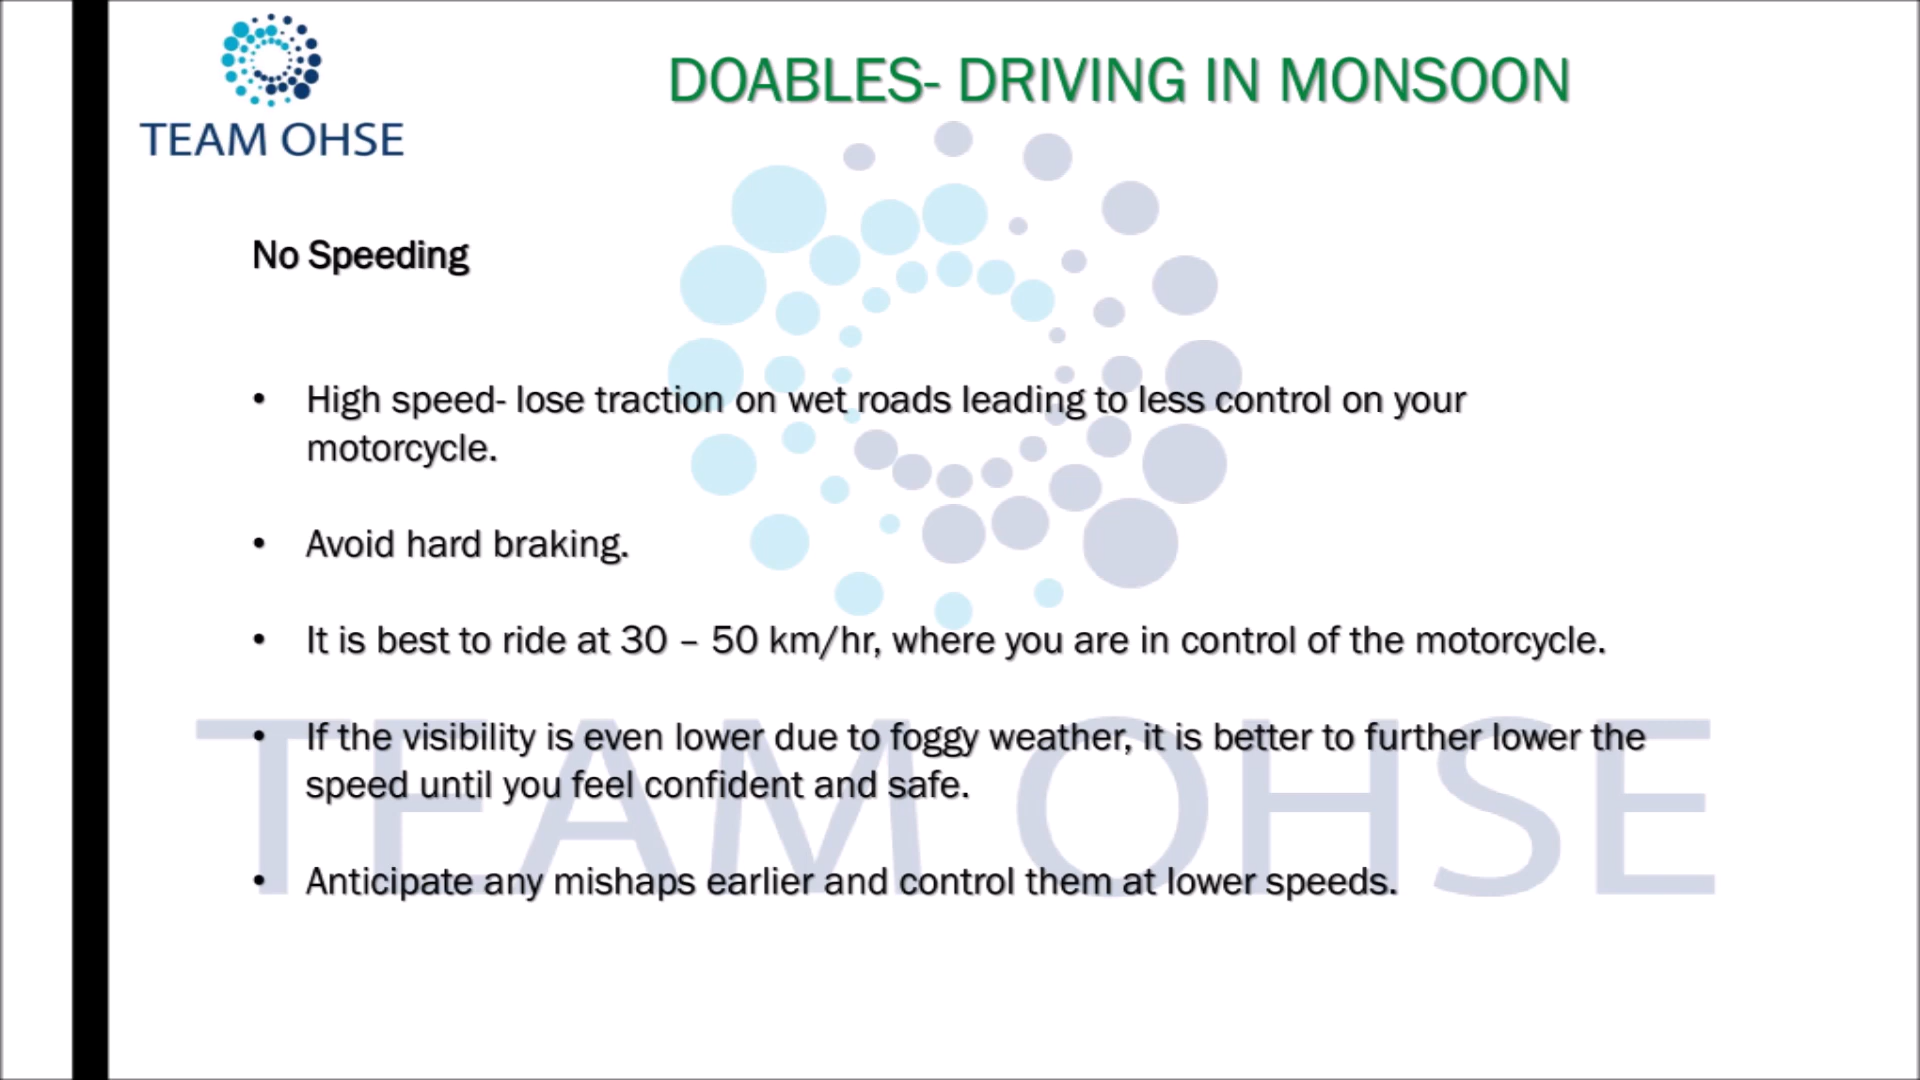 TEAM OHSE
DOABLES- DRIVING IN MONSOON
No Speeding
• High speed- lose traction on wet roads leading to less control on your
motorcycle.
• Avoid hard braking.
• It is best to ride at 30 – 50 km/hr, where you are in control of the motorcycle.
• If the visibility is even lower due to foggy weather, it is better to further lower the
speed until you feel confident and safe.
• Anticipate any mishaps earlier and control them at lower speeds.
TEAM OHSE